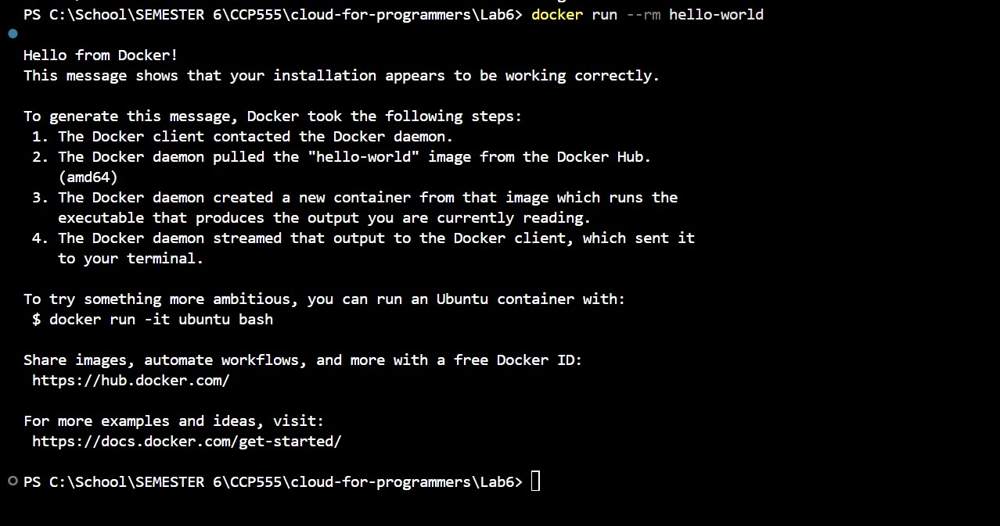 PS C:\School\SEMESTER 6\CCP555\cloud-for-programmers\Lab6> docker run --rm hello-world
Hello from Docker!
This message shows that your installation appears to be working correctly.
To generate this message, Docker took the following steps:
1. The Docker client contacted the Docker daemon.
2. The Docker daemon pulled the "hello-world" image from the Docker Hub.
(amd64)
3. The Docker daemon created a new container from that image which runs the
executable that produces the output you are currently reading.
4. The Docker daemon streamed that output to the Docker client, which sent it
to your terminal.
To try something more ambitious, you can run an Ubuntu container with:
$ docker run -it ubuntu bash
Share images, automate workflows, and more with a free Docker ID:
https://hub.docker.com/
For more examples and ideas, visit:
https://docs.docker.com/get-started/
PS C:\School\SEMESTER 6\CCP555\cloud-for-programmers\Lab6>